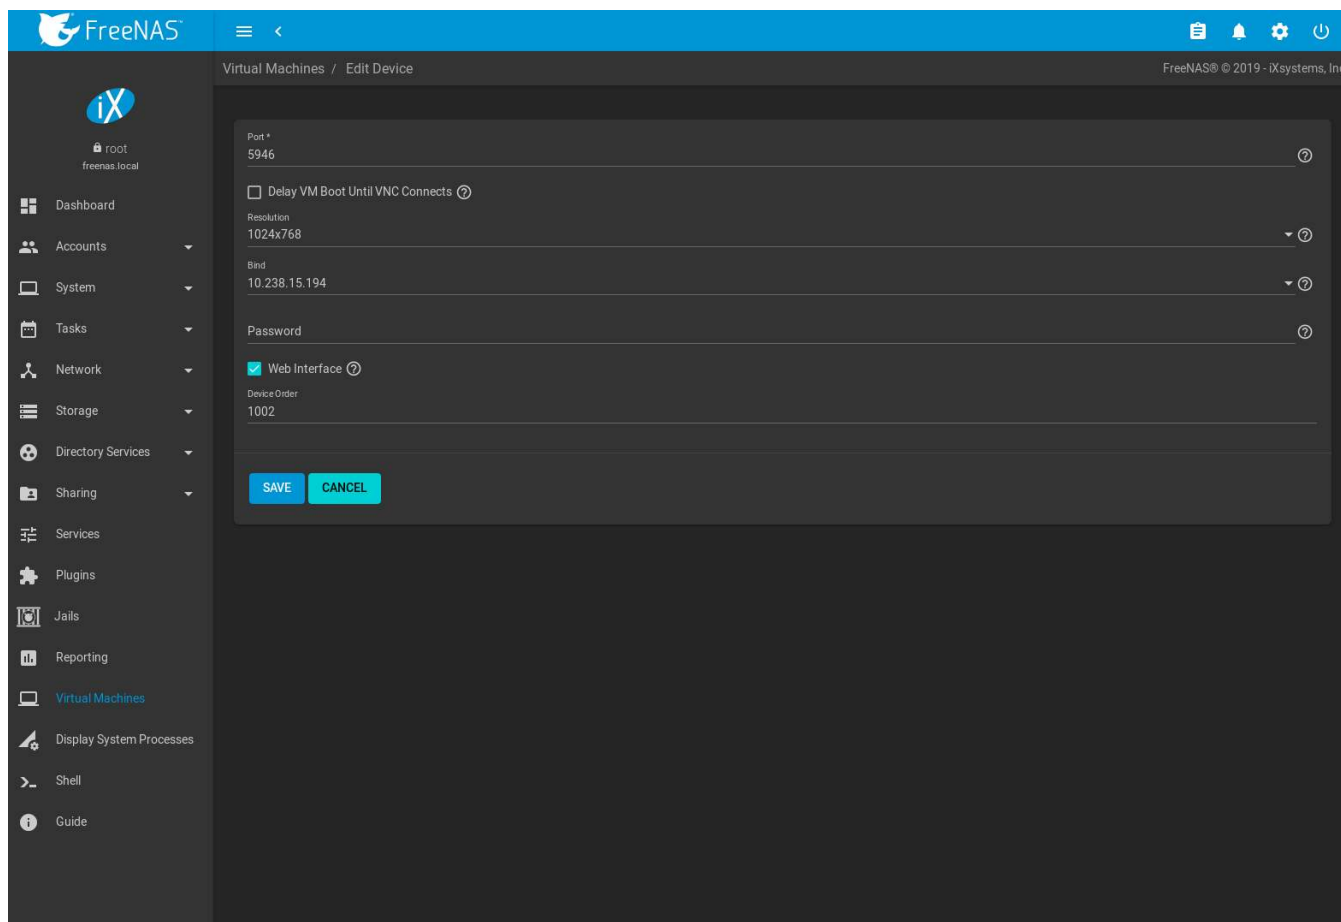 FreeNAS
Virtual Machines / Edit Device
FreeNAS® © 2019 - iXsystems, Inc
iX
root
freenas.local
Dashboard
Accounts
System
Tasks
Network
Storage
Directory Services
Sharing
Services
Plugins
Jails
Reporting
Virtual Machines
Display System Processes
Shell
Guide
Port *
5946
Delay VM Boot Until VNC Connects
Resolution
1024x768
Bind
10.238.15.194
Password
Web Interface
Device Order
1002
SAVE CANCEL